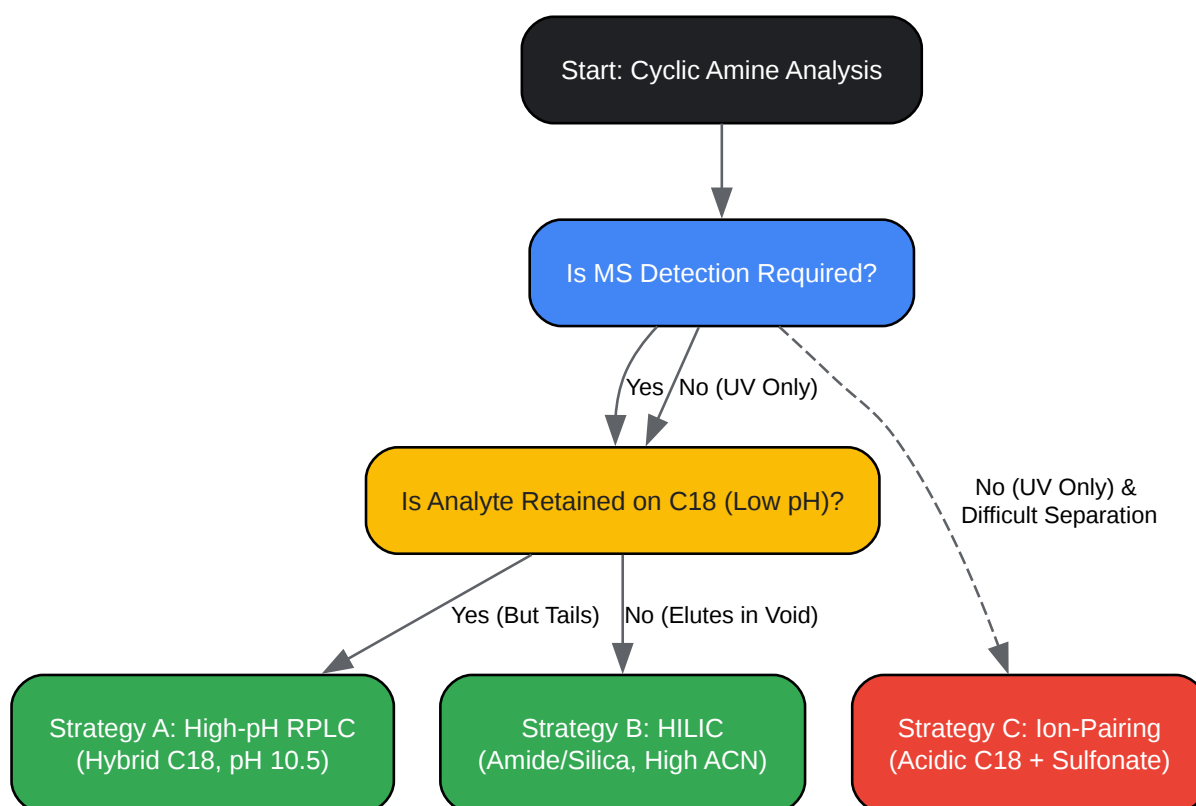 Start: Cyclic Amine Analysis
Is MS Detection Required?
Yes
No (UV Only)
Is Analyte Retained on C18 (Low pH)?
No (UV Only) &
Difficult Separation
Yes (But Tails)
No (Elutes in Void)
Strategy A: High-pH RPLC
(Hybrid C18, pH 10.5)
Strategy B: HILIC
(Amide/Silica, High ACN)
Strategy C: Ion-Pairing
(Acidic C18 + Sulfonate)